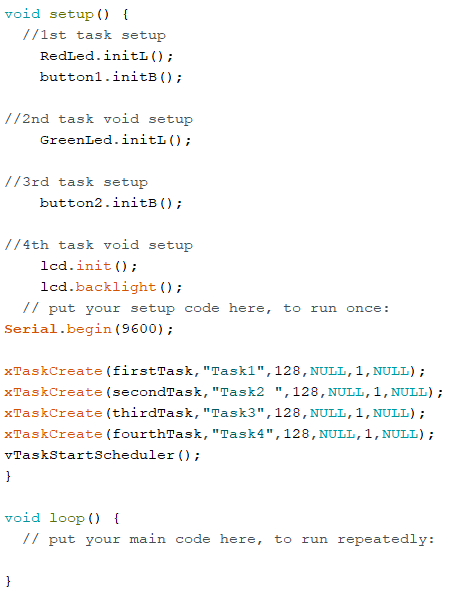 void setup() {
  //1st task setup
    RedLed.initL();
    button1.initB();

//2nd task void setup
    GreenLed.initL();

//3rd task setup
    button2.initB();

//4th task void setup
    lcd.init();
    lcd.backlight();
  // put your setup code here, to run once:
Serial.begin(9600);

xTaskCreate(firstTask,"Task1",128,NULL,1,NULL);
xTaskCreate(secondTask,"Task2 ",128,NULL,1,NULL);
xTaskCreate(thirdTask,"Task3",128,NULL,1,NULL);
xTaskCreate(fourthTask,"Task4",128,NULL,1,NULL);
vTaskStartScheduler();
}

void loop() {
  // put your main code here, to run repeatedly:

}